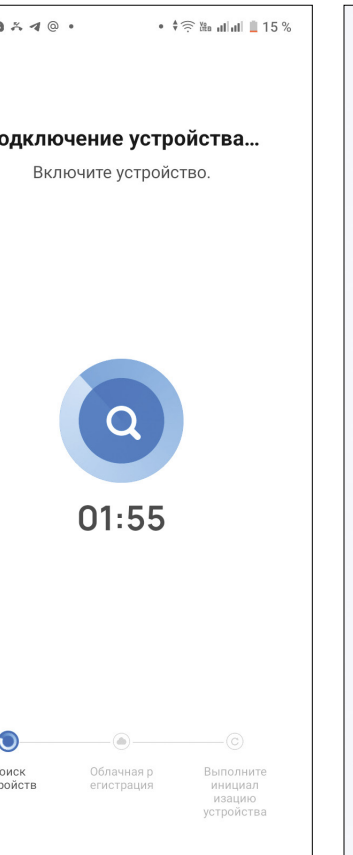 15 %
одключение устройства...
Включите устройство.
01:55
оиск
ройств
Облачная р
егистрация
Выполните
инициал
изацию
устройства